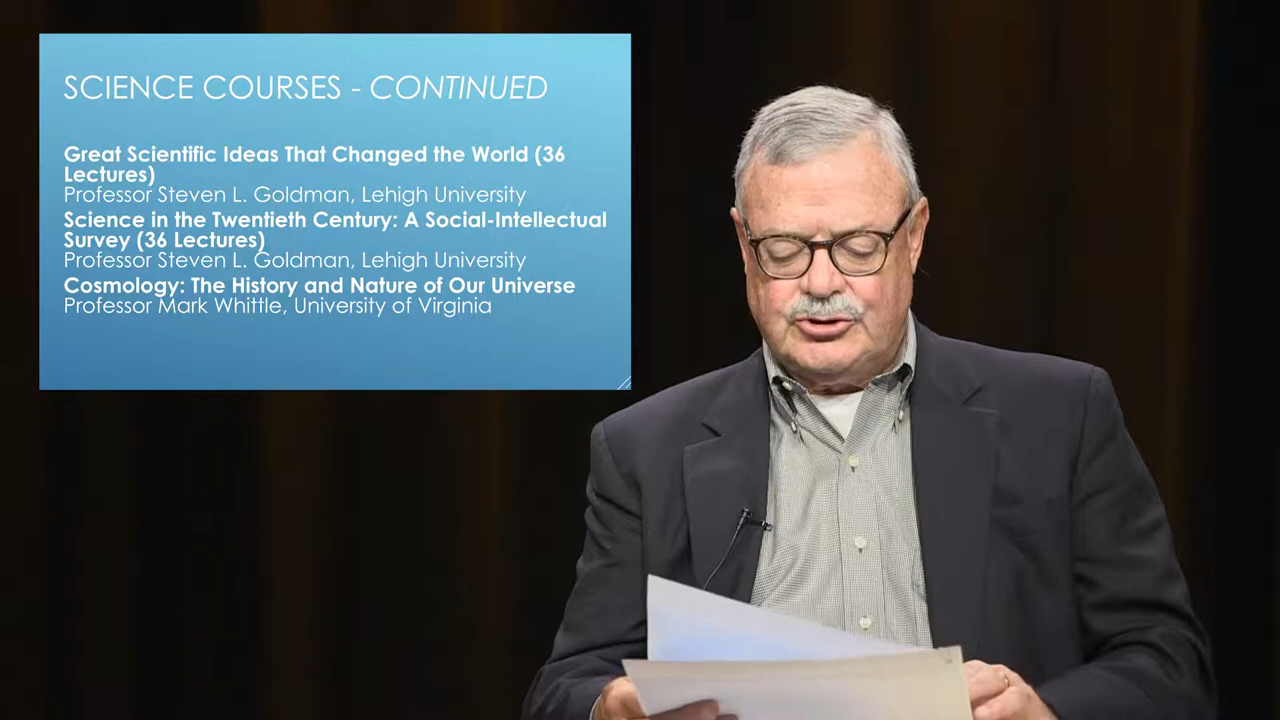 SCIENCE COURSES - CONTINUED
Great Scientific Ideas That Changed the World (36
Lectures)
Professor Steven L. Goldman, Lehigh University
Science in the Twentieth Century: A Social-Intellectual
Survey (36 Lectures)
Professor Steven L. Goldman, Lehigh University
Cosmology: The History and Nature of Our Universe
Professor Mark Whittle, University of Virginia